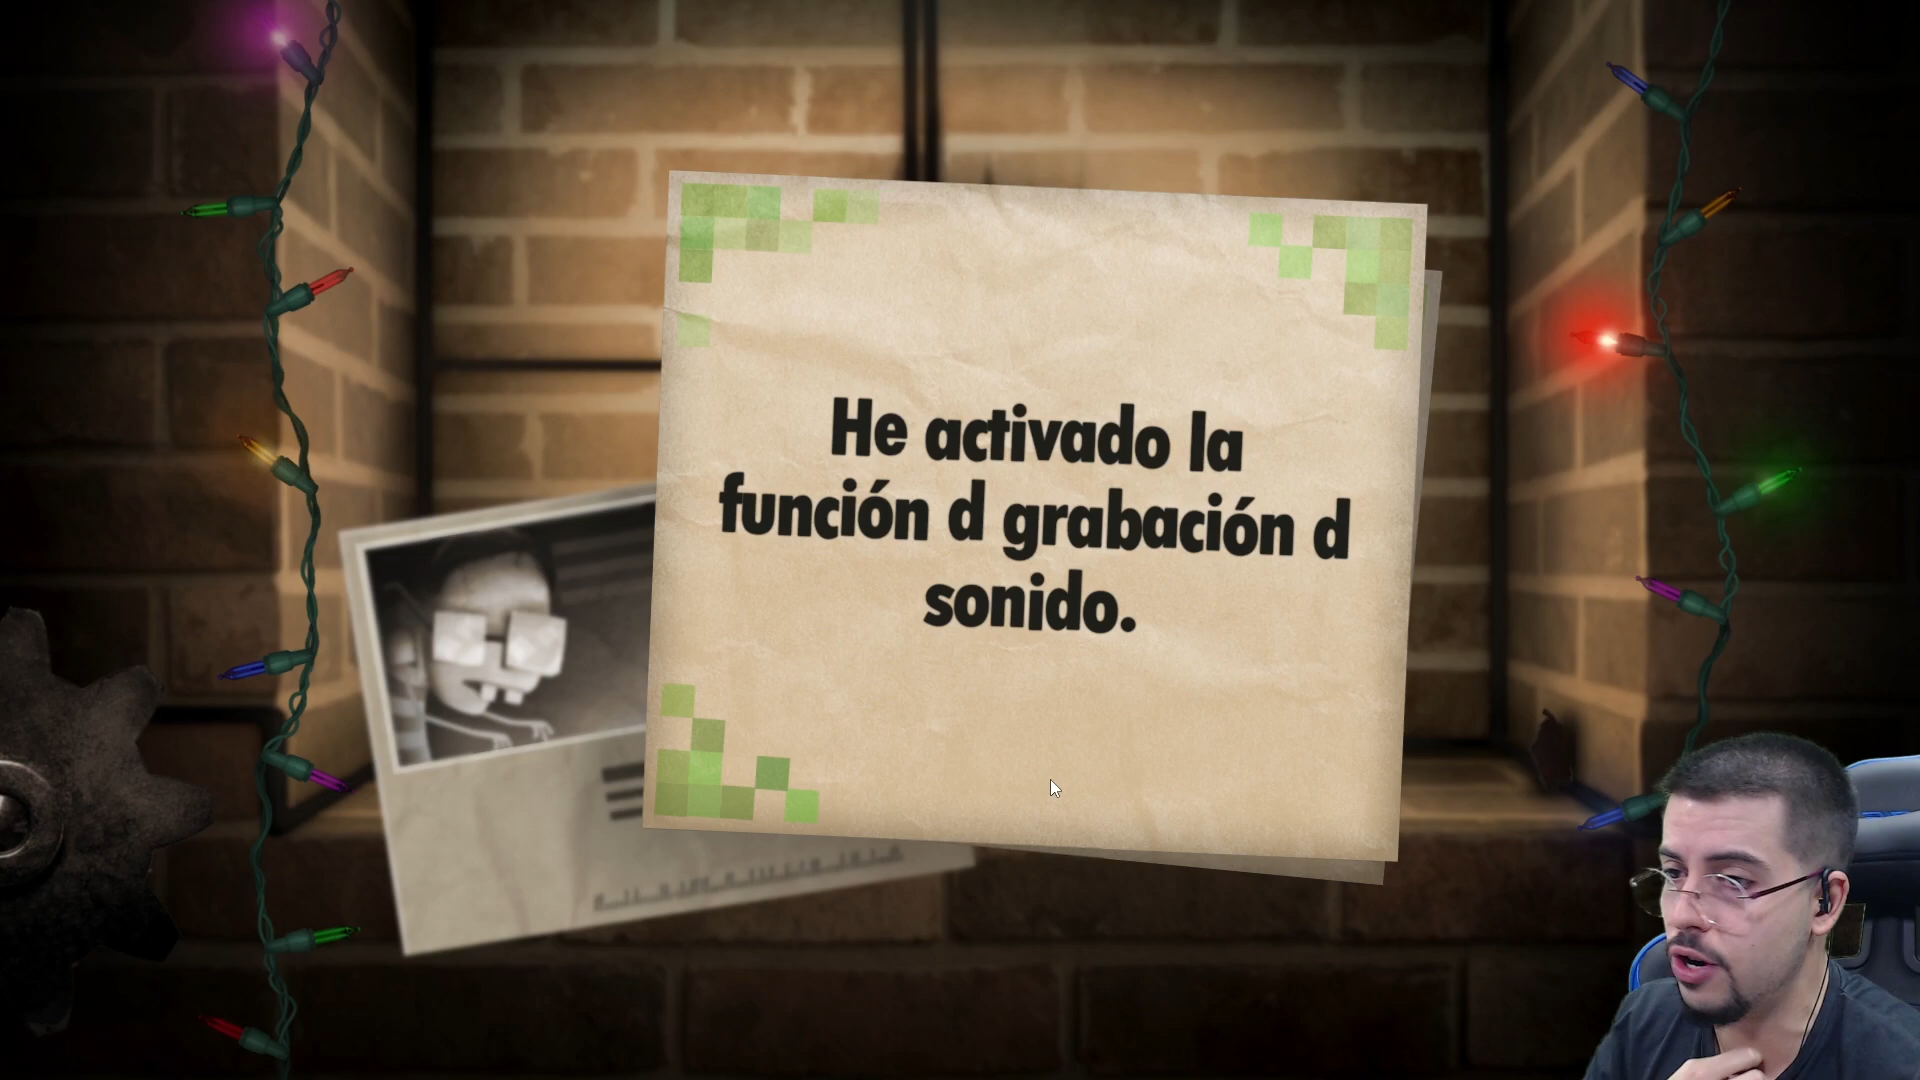 He activado la
función d grabación d
sonido.